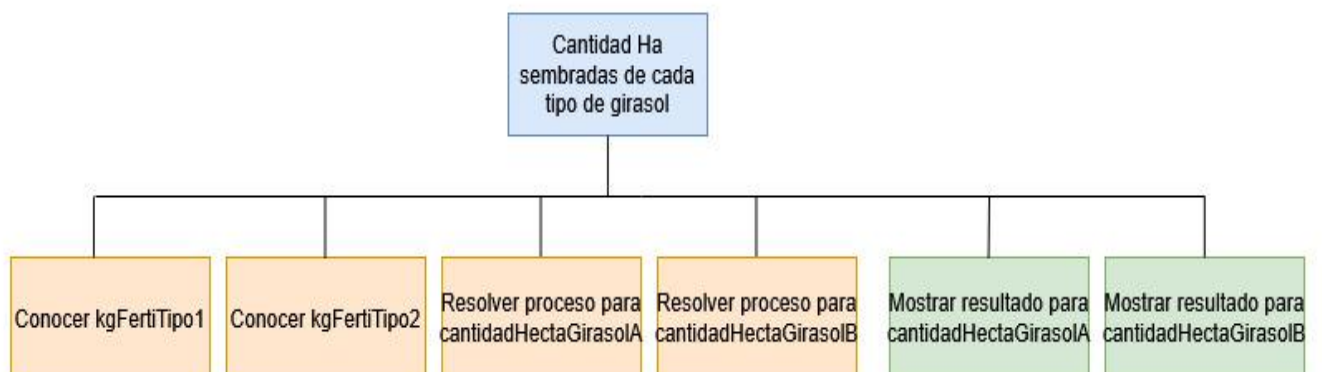 Cantidad Ha
sembradas de cada
tipo de girasol
Conocer kgFertiTipo1
Conocer kgFertiTipo2
Resolver proceso para
cantidadHectaGirasolA
Resolver proceso para
cantidadHectaGirasolB
Mostrar resultado para
cantidadHectaGirasolA
Mostrar resultado para
cantidadHectaGirasolB